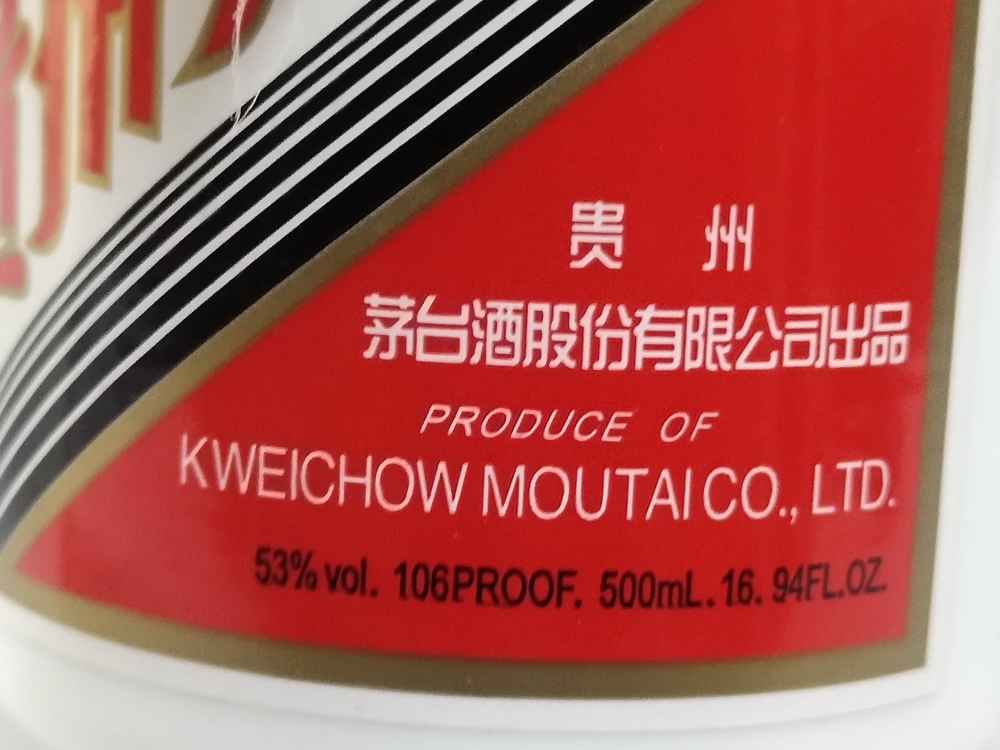 贵 州
茅台酒股份有限公司出品
PRODUCE OF
KWEICHOW MOUTAI CO., LTD.
53% vol. 106PROOF. 500mL. 16. 94FL.OZ.